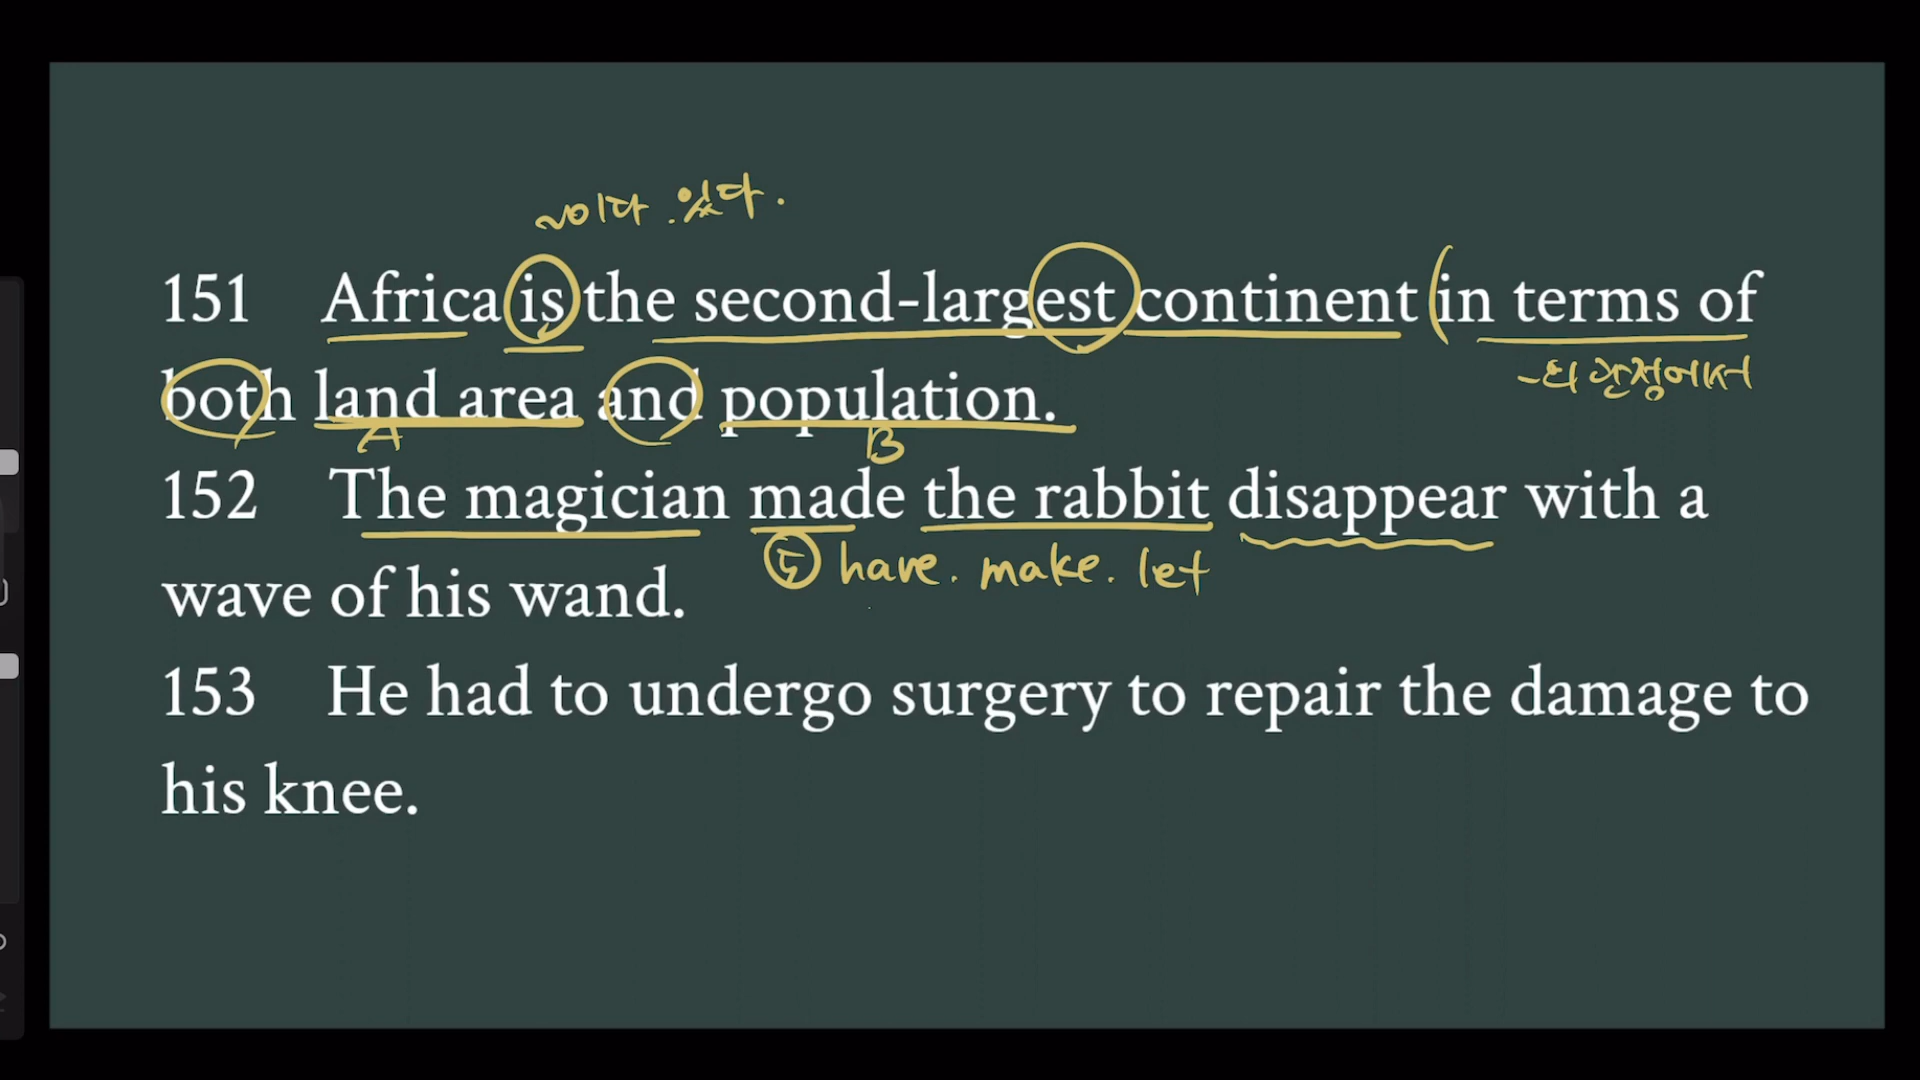 ~이다. 있다.
151 Africa is the second-largest continent (in terms of
-의 관점에서
both land area and population.
A B
152 The magician made the rabbit disappear with a
⑤ have. make. let
wave of his wand.
153 He had to undergo surgery to repair the damage to
his knee.